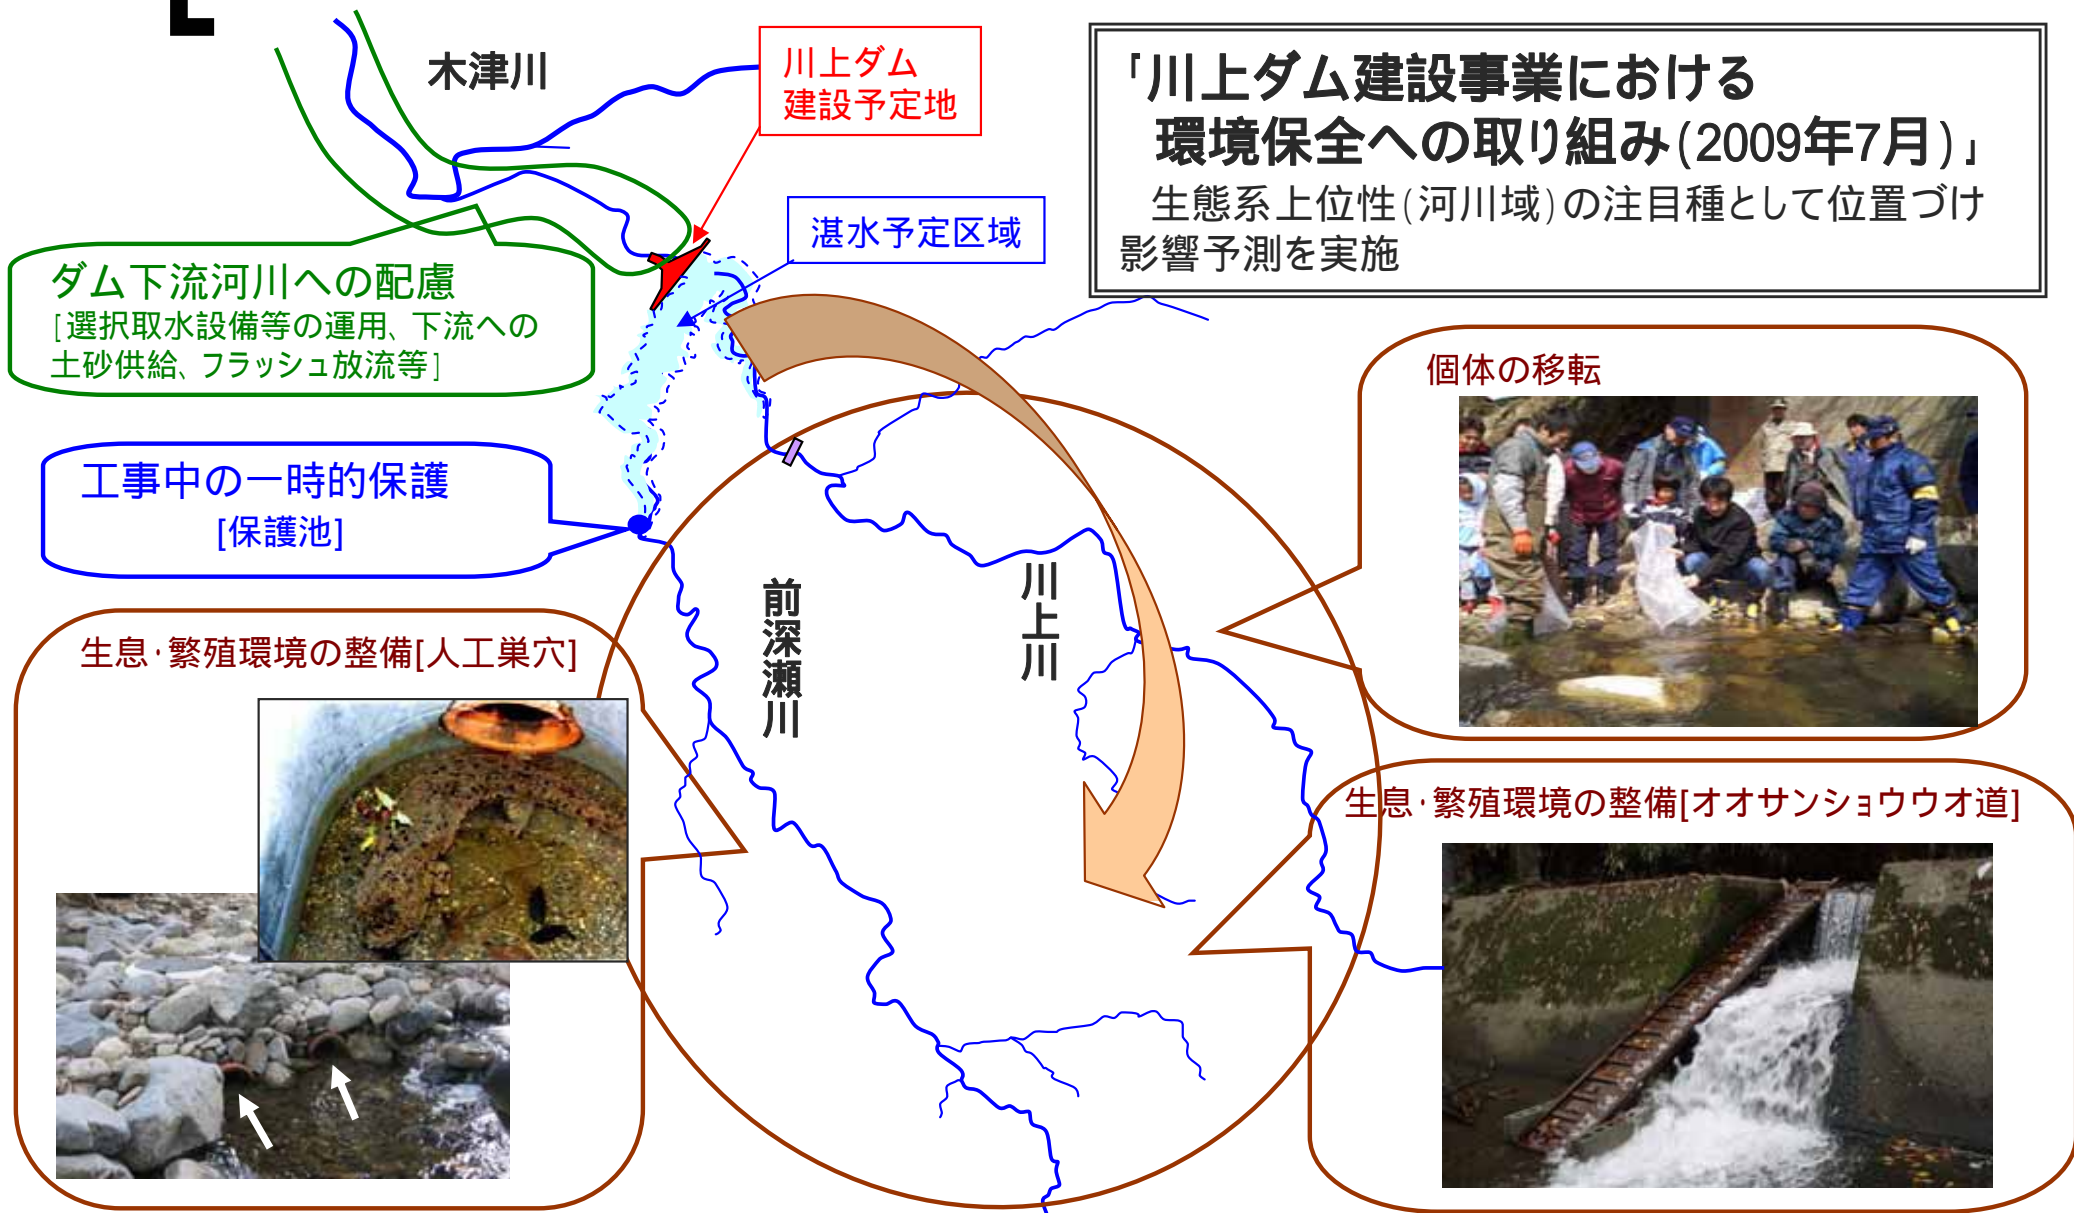 木津川
川上ダム
建設予定地
「川上ダム建設事業における
環境保全への取り組み(2009年7月)」
生態系上位性(河川域)の注目種として位置づけ
影響予測を実施
湛水予定区域
ダム下流河川への配慮
[選択取水設備等の運用、下流への
土砂供給、フラッシュ放流等]
個体の移転
工事中の一時的保護
[保護池]
前深瀬川
川上川
生息・繁殖環境の整備[人工巣穴]
生息・繁殖環境の整備[オオサンショウウオ道]